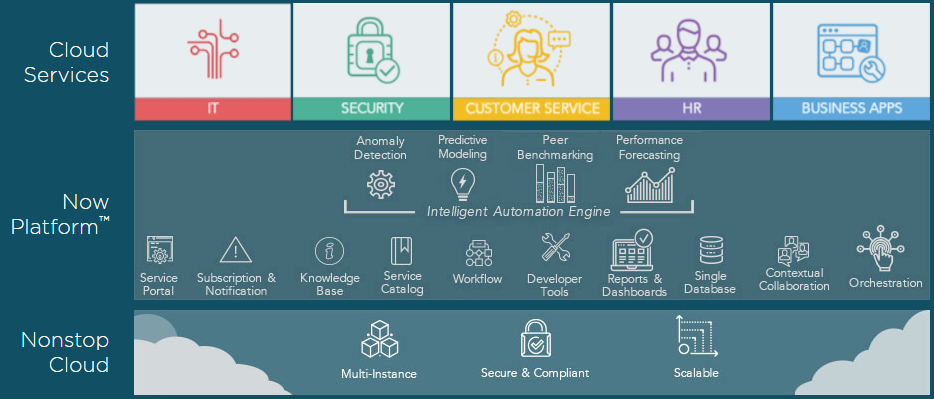 Cloud
Services
IT
SECURITY
CUSTOMER SERVICE
HR
BUSINESS APPS
Now
Platform™
Anomaly
Detection
Predictive
Modeling
Peer
Benchmarking
Performance
Forecasting
Intelligent Automation Engine
Service
Portal
Subscription &
Notification
Knowledge
Base
Service
Catalog
Workflow
Developer
Tools
Reports &
Dashboards
Single
Database
Contextual
Collaboration
Orchestration
Nonstop
Cloud
Multi-Instance
Secure & Compliant
Scalable